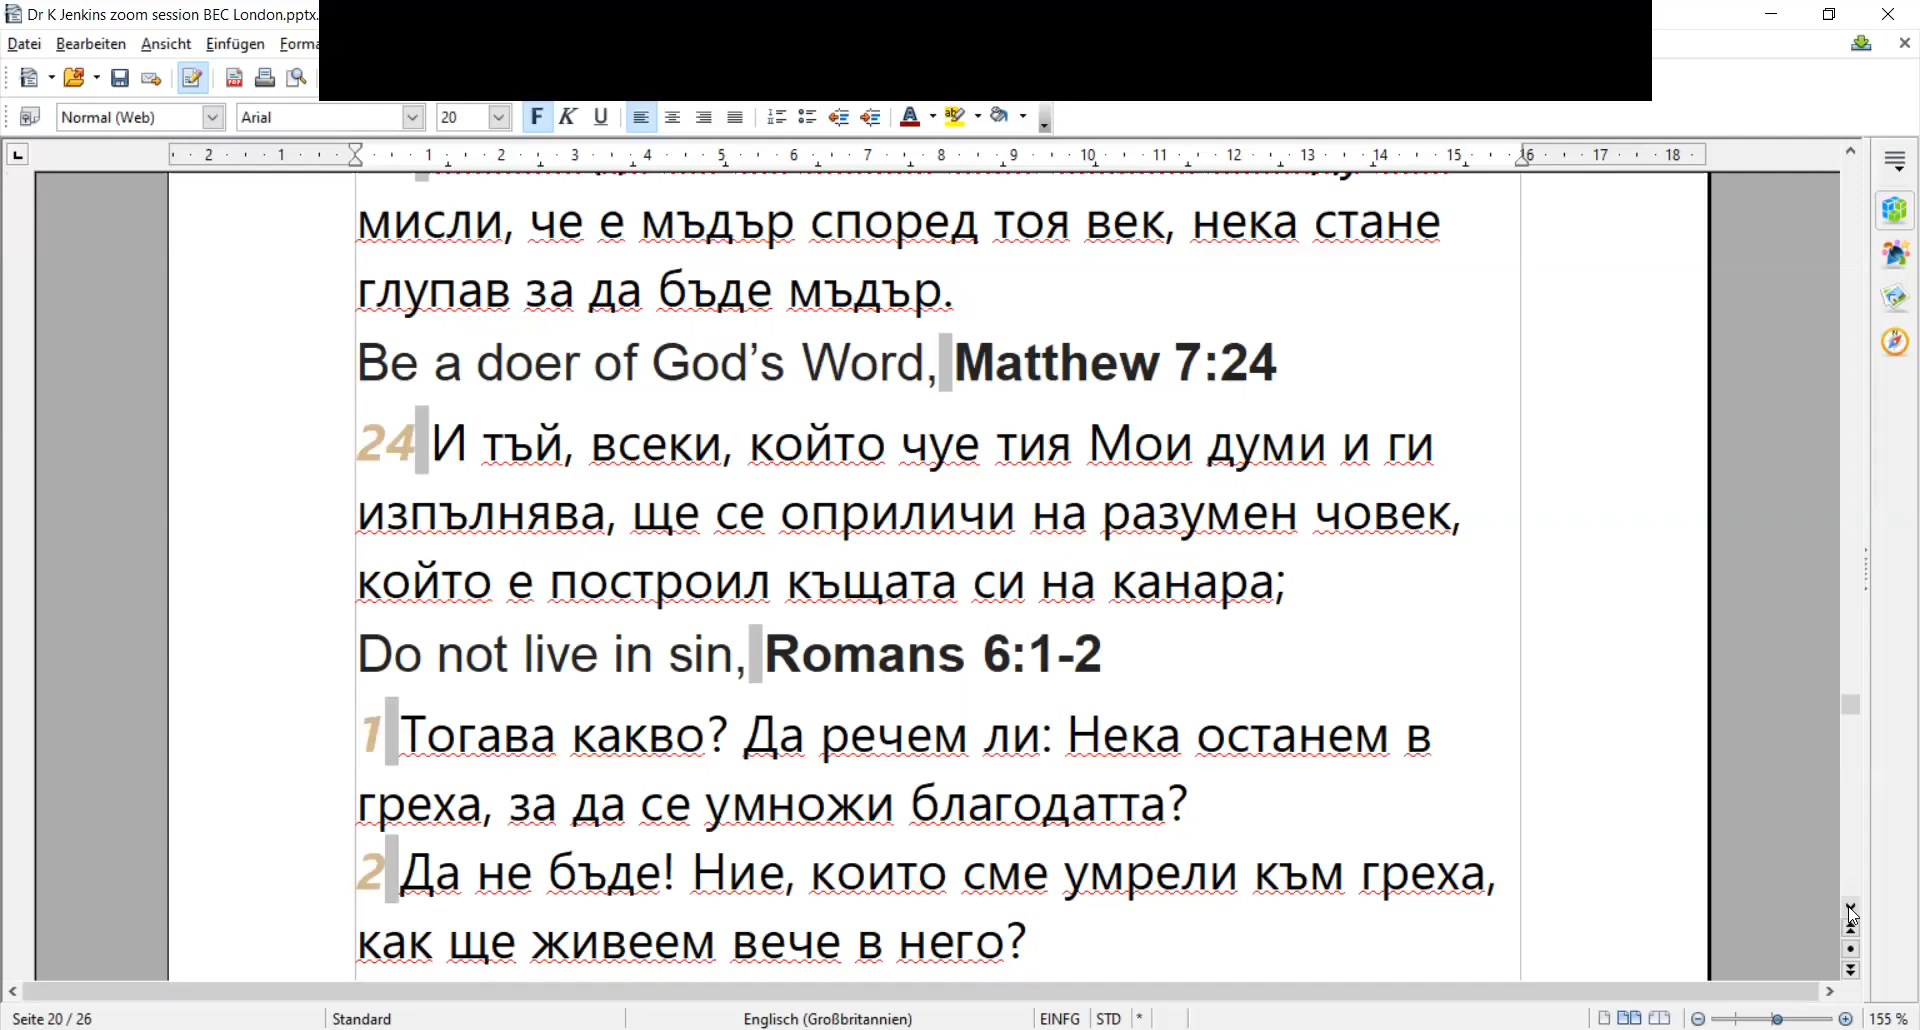 Dr K Jenkins zoom session BEC London.pptx.
Datei Bearbeiten Ansicht Einfügen Forma
Normal (Web) Arial 20 F K U
2 1 1 2 3 4 5 6 7 8 9 10 11 12 13 14 15 16 17 18
мисли, че е мъдър според тоя век, нека стане
глупав за да бъде мъдър.
Be a doer of God’s Word, Matthew 7:24
24 И тъй, всеки, който чуе тия Мои думи и ги
изпълнява, ще се оприличи на разумен човек,
който е построил къщата си на канара;
Do not live in sin, Romans 6:1-2
1 Тогава какво? Да речем ли: Нека останем в
греха, за да се умножи благодатта?
2 Да не бъде! Ние, които сме умрели към греха,
как ще живеем вече в него?
Seite 20 / 26 Standard Englisch (Großbritannien) EINFG STD * 155 %